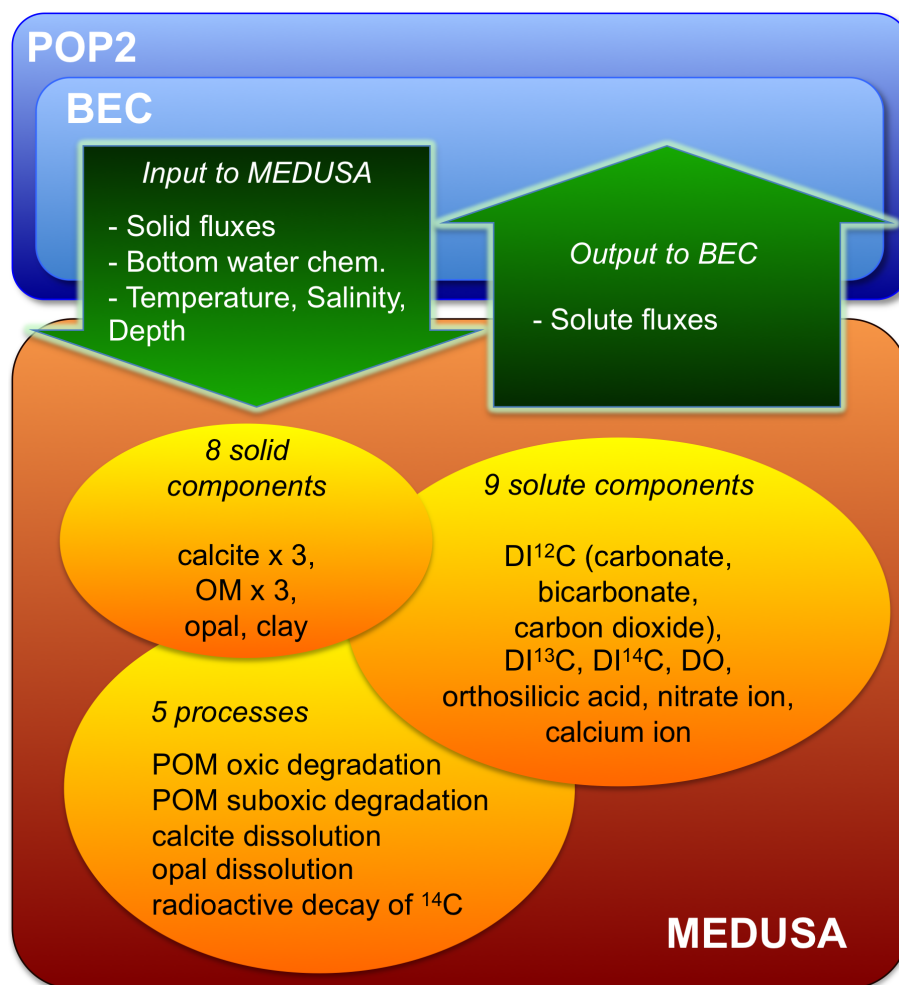 POP2
BEC
Input to MEDUSA
- Solid fluxes
- Bottom water chem.
- Temperature, Salinity,
Depth
Output to BEC
- Solute fluxes
8 solid
components
calcite x 3,
OM x 3,
opal, clay
9 solute components
DI¹²C (carbonate,
bicarbonate,
carbon dioxide),
DI¹³C, DI¹⁴C, DO,
orthosilicic acid, nitrate ion,
calcium ion
5 processes
POM oxic degradation
POM suboxic degradation
calcite dissolution
opal dissolution
radioactive decay of ¹⁴C
MEDUSA